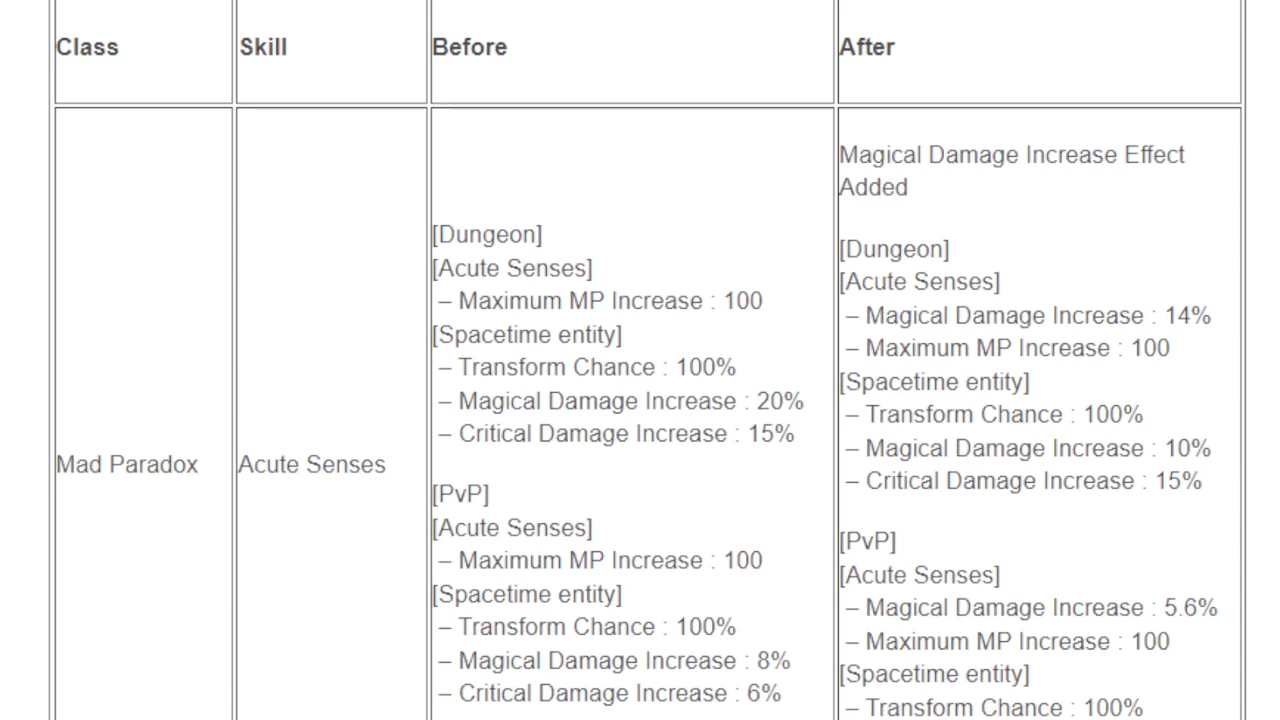 Class
Skill
Before
After
Mad Paradox
Acute Senses
[Dungeon]
[Acute Senses]
– Maximum MP Increase : 100
[Spacetime entity]
– Transform Chance : 100%
– Magical Damage Increase : 20%
– Critical Damage Increase : 15%
[PvP]
[Acute Senses]
– Maximum MP Increase : 100
[Spacetime entity]
– Transform Chance : 100%
– Magical Damage Increase : 8%
– Critical Damage Increase : 6%
Magical Damage Increase Effect
Added
[Dungeon]
[Acute Senses]
– Magical Damage Increase : 14%
– Maximum MP Increase : 100
[Spacetime entity]
– Transform Chance : 100%
– Magical Damage Increase : 10%
– Critical Damage Increase : 15%
[PvP]
[Acute Senses]
– Magical Damage Increase : 5.6%
– Maximum MP Increase : 100
[Spacetime entity]
– Transform Chance : 100%